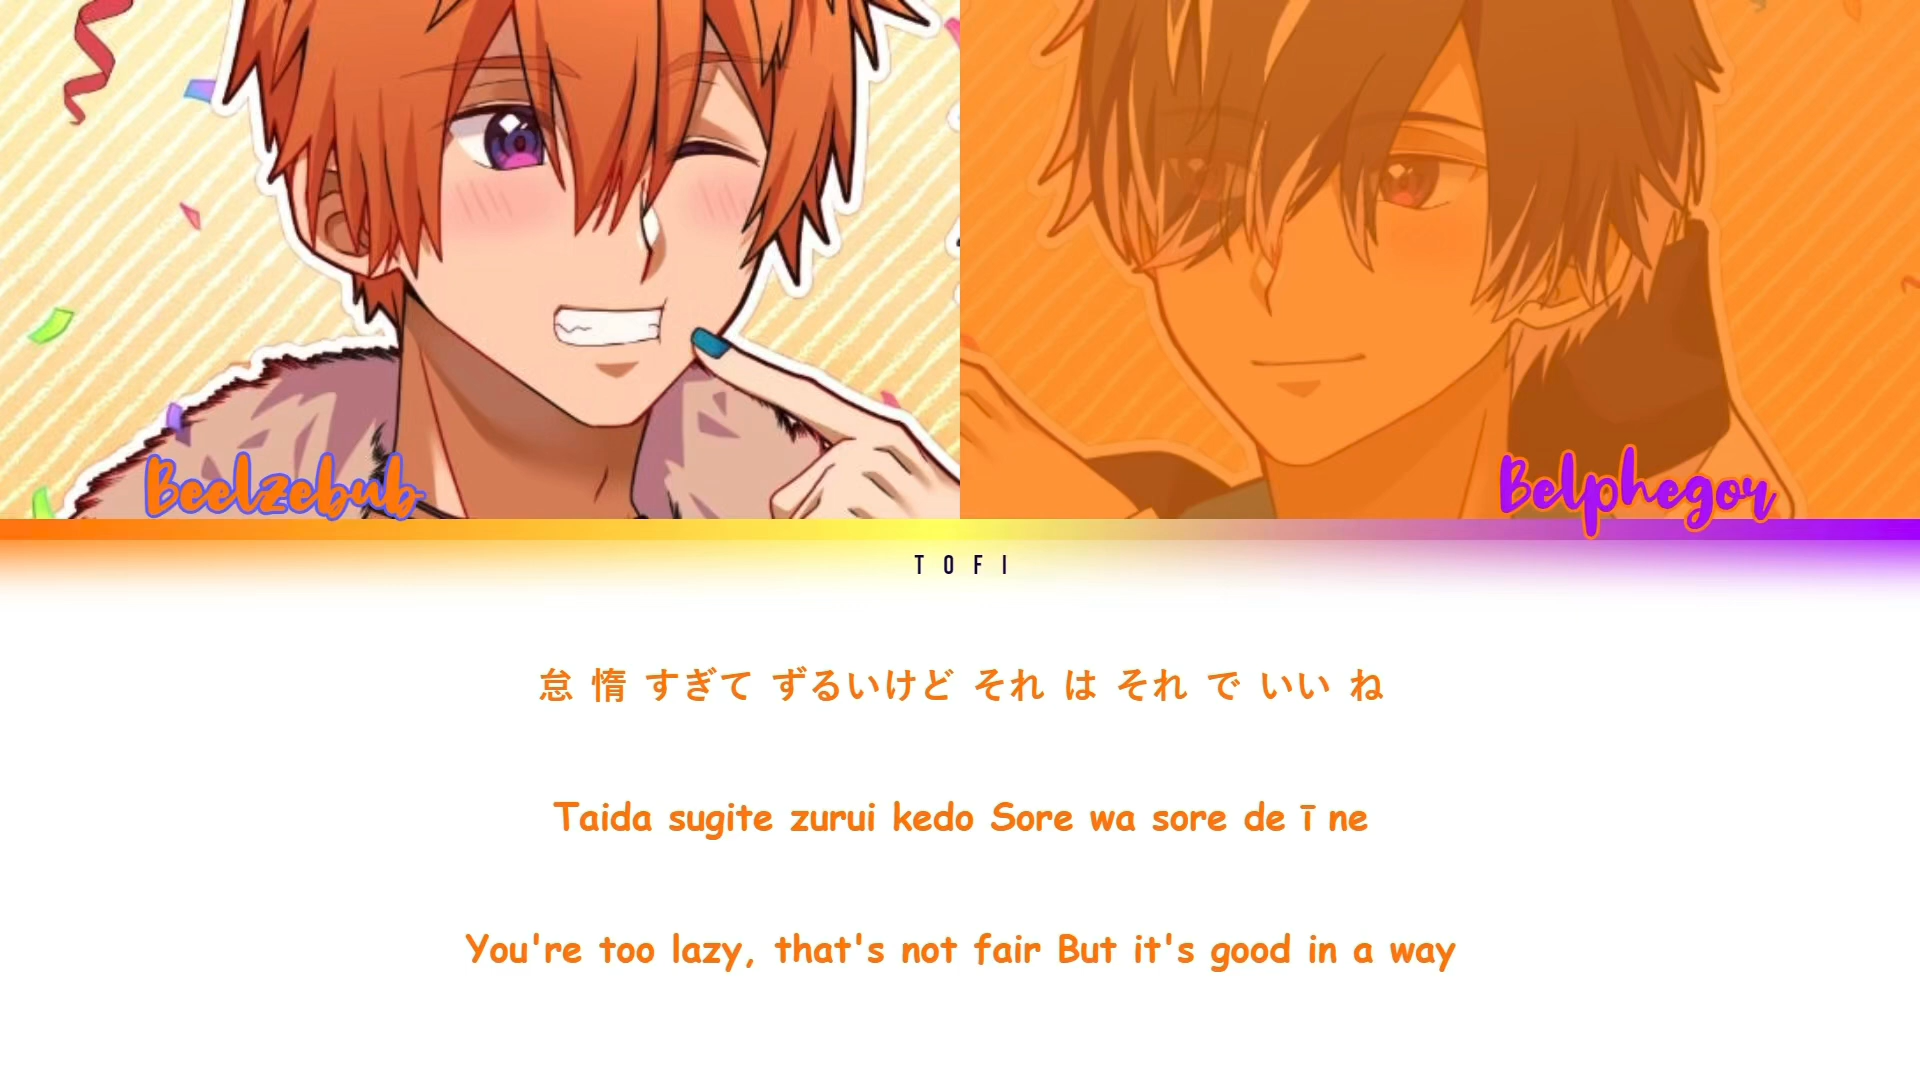 Beelzebub
Belphegor
TOFI
怠 惰 すぎて ずるいけど それ は それ で いい ね
Taida sugite zurui kedo Sore wa sore de ī ne
You're too lazy, that's not fair But it's good in a way